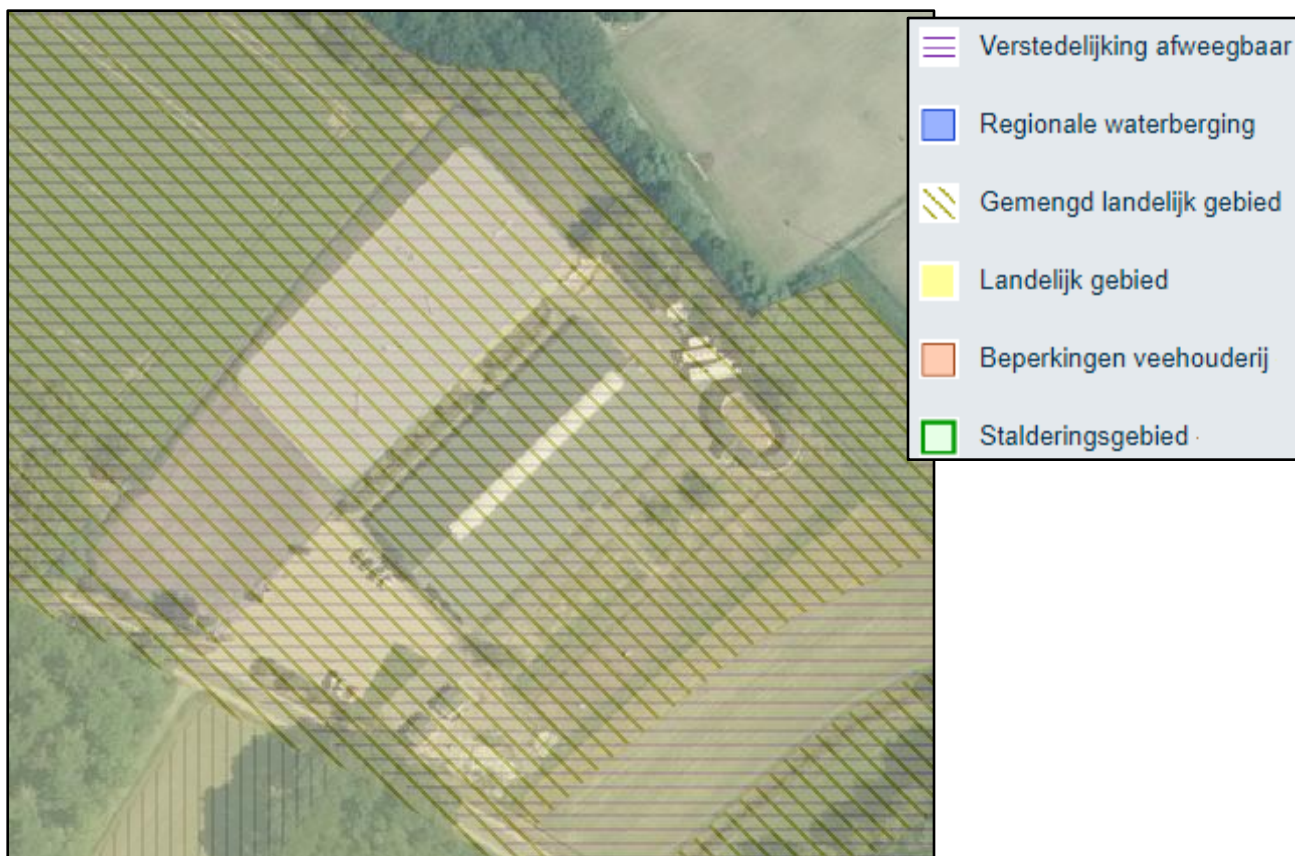 Verstedelijking afweegbaar
Regionale waterberging
Gemengd landelijk gebied
Landelijk gebied
Beperkingen veehouderij
Stalderingsgebied